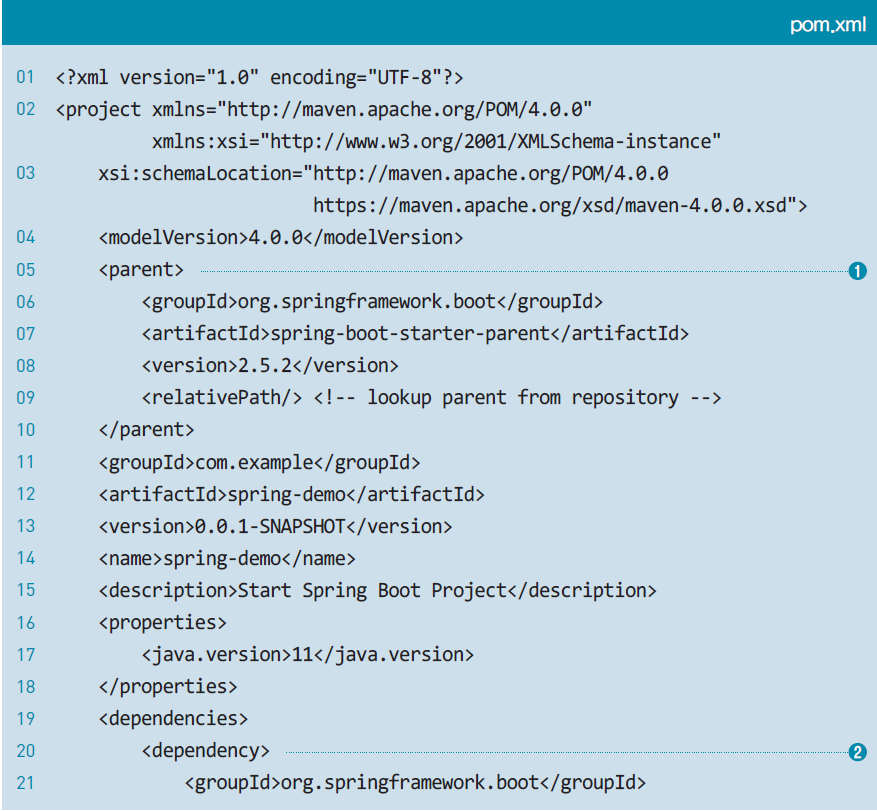 pom.xml
01 <?xml version="1.0" encoding="UTF-8"?>
02 <project xmlns="http://maven.apache.org/POM/4.0.0"
xmlns:xsi="http://www.w3.org/2001/XMLSchema-instance"
03 xsi:schemaLocation="http://maven.apache.org/POM/4.0.0
https://maven.apache.org/xsd/maven-4.0.0.xsd">
04 <modelVersion>4.0.0</modelVersion>
05 <parent> ❶
06 <groupId>org.springframework.boot</groupId>
07 <artifactId>spring-boot-starter-parent</artifactId>
08 <version>2.5.2</version>
09 <relativePath/> <!-- lookup parent from repository -->
10 </parent>
11 <groupId>com.example</groupId>
12 <artifactId>spring-demo</artifactId>
13 <version>0.0.1-SNAPSHOT</version>
14 <name>spring-demo</name>
15 <description>Start Spring Boot Project</description>
16 <properties>
17 <java.version>11</java.version>
18 </properties>
19 <dependencies>
20 <dependency> ❷
21 <groupId>org.springframework.boot</groupId>